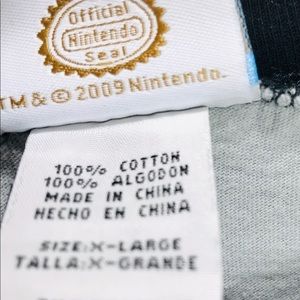 Official
Nintendo
Seal
TM & © 2009 Nintendo.
100% COTTON
100% ALGODON
MADE IN CHINA
HECHO EN CHINA
SIZE:X-LARGE
TALLA:X-GRANDE